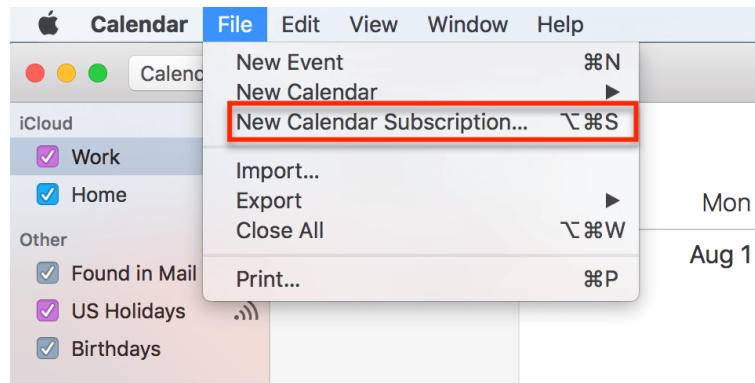 Calendar File Edit View Window Help
Calenc
New Event ⌘N
New Calendar ▶
New Calendar Subscription... ⌥⌘S
Import...
Export ▶
Close All ⌥⌘W
Print... ⌘P
iCloud
Work
Home
Other
Found in Mail
US Holidays
Birthdays
Mon
Aug 1